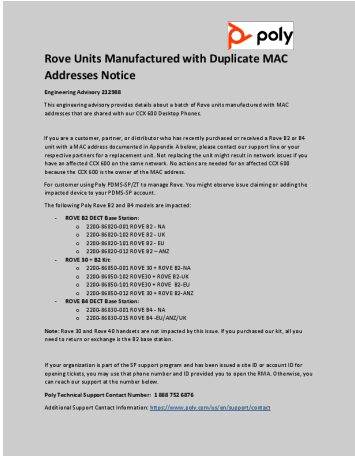 poly
Rove Units Manufactured with Duplicate MAC
Addresses Notice
Engineering Advisory 212988
This engineering advisory provides details about a batch of Rove units manufactured with MAC
addresses that are shared with our CCX 600 Desktop Phones.
If you are a customer, partner, or distributor who has recently purchased or received a Rove B2 or B4
unit with a MAC address documented in Appendix A below, please contact our support line or your
respective partners for a replacement unit. Not replacing the unit might result in network issues if you
have an affected CCX 600 on the same network. No actions are needed for an affected CCX 600
because the CCX 600 is the owner of the MAC address.
For customer using Poly PDMS-SP/ZT to manage Rove. You might observe issue claiming or adding the
impacted device to your PDMS-SP account.
The following Poly Rove B2 and B4 models are impacted:
- ROVE B2 DECT Base Station:
o 2200-86820-001 ROVE B2 - NA
o 2200-86820-102 ROVE B2 - UK
o 2200-86820-101 ROVE B2 - EU
o 2200-86820-012 ROVE B2 – ANZ
- ROVE 30 + B2 Kit:
o 2200-86850-001 ROVE 30 + ROVE B2-NA
o 2200-86850-102 ROVE30 + ROVE B2-UK
o 2200-86850-101 ROVE30 + ROVE B2-EU
o 2200-86850-012 ROVE 30 + ROVE B2-ANZ
- ROVE B4 DECT Base Station:
o 2200-86830-001 ROVE B4 - NA
o 2200-86830-015 ROVE B4 -EU/ANZ/UK
Note: Rove 30 and Rove 40 handsets are not impacted by this issue. If you purchased our kit, all you
need to return or exchange is the B2 base station.
If your organization is part of the SP support program and has been issued a site ID or account ID for
opening tickets, you may use that phone number and ID provided you to open the RMA. Otherwise, you
can reach our support at the number below.
Poly Technical Support Contact Number: 1 888 752 6876
Additional Support Contact Information: https://www.poly.com/us/en/support/contact